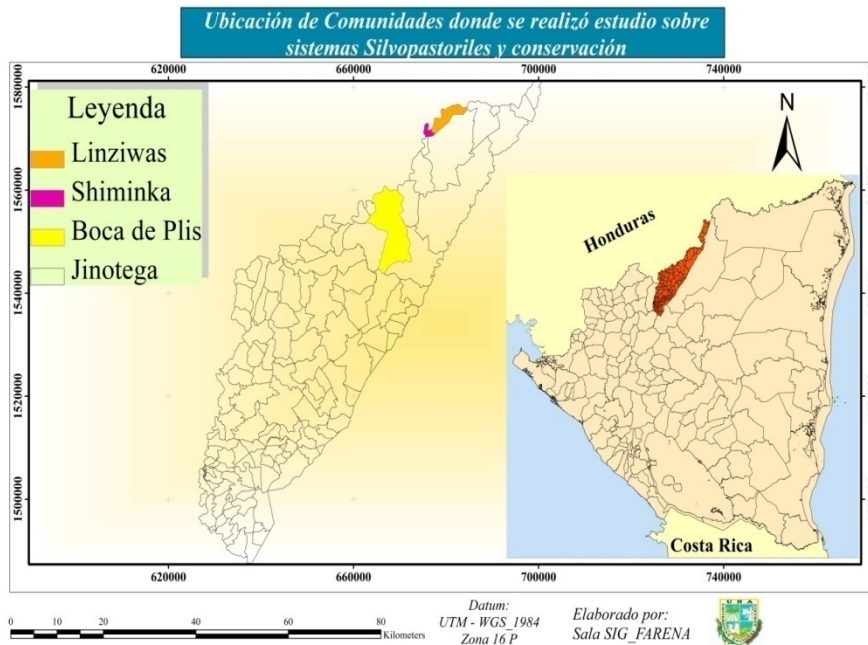 Ubicación de Comunidades donde se realizó estudio sobre
sistemas Silvopastoriles y conservación
620000 660000 700000 740000
1580000
1560000
1540000
1520000
1500000
Leyenda
Linziwas
Shiminka
Boca de Plis
Jinotega
N
Honduras
Costa Rica
620000 660000 700000 740000
0 5 10 20 40 60 80
Kilometers
Datum:
UTM - WGS_1984
Zona 16 P
Elaborado por:
Sala SIG_FARENA
U N A